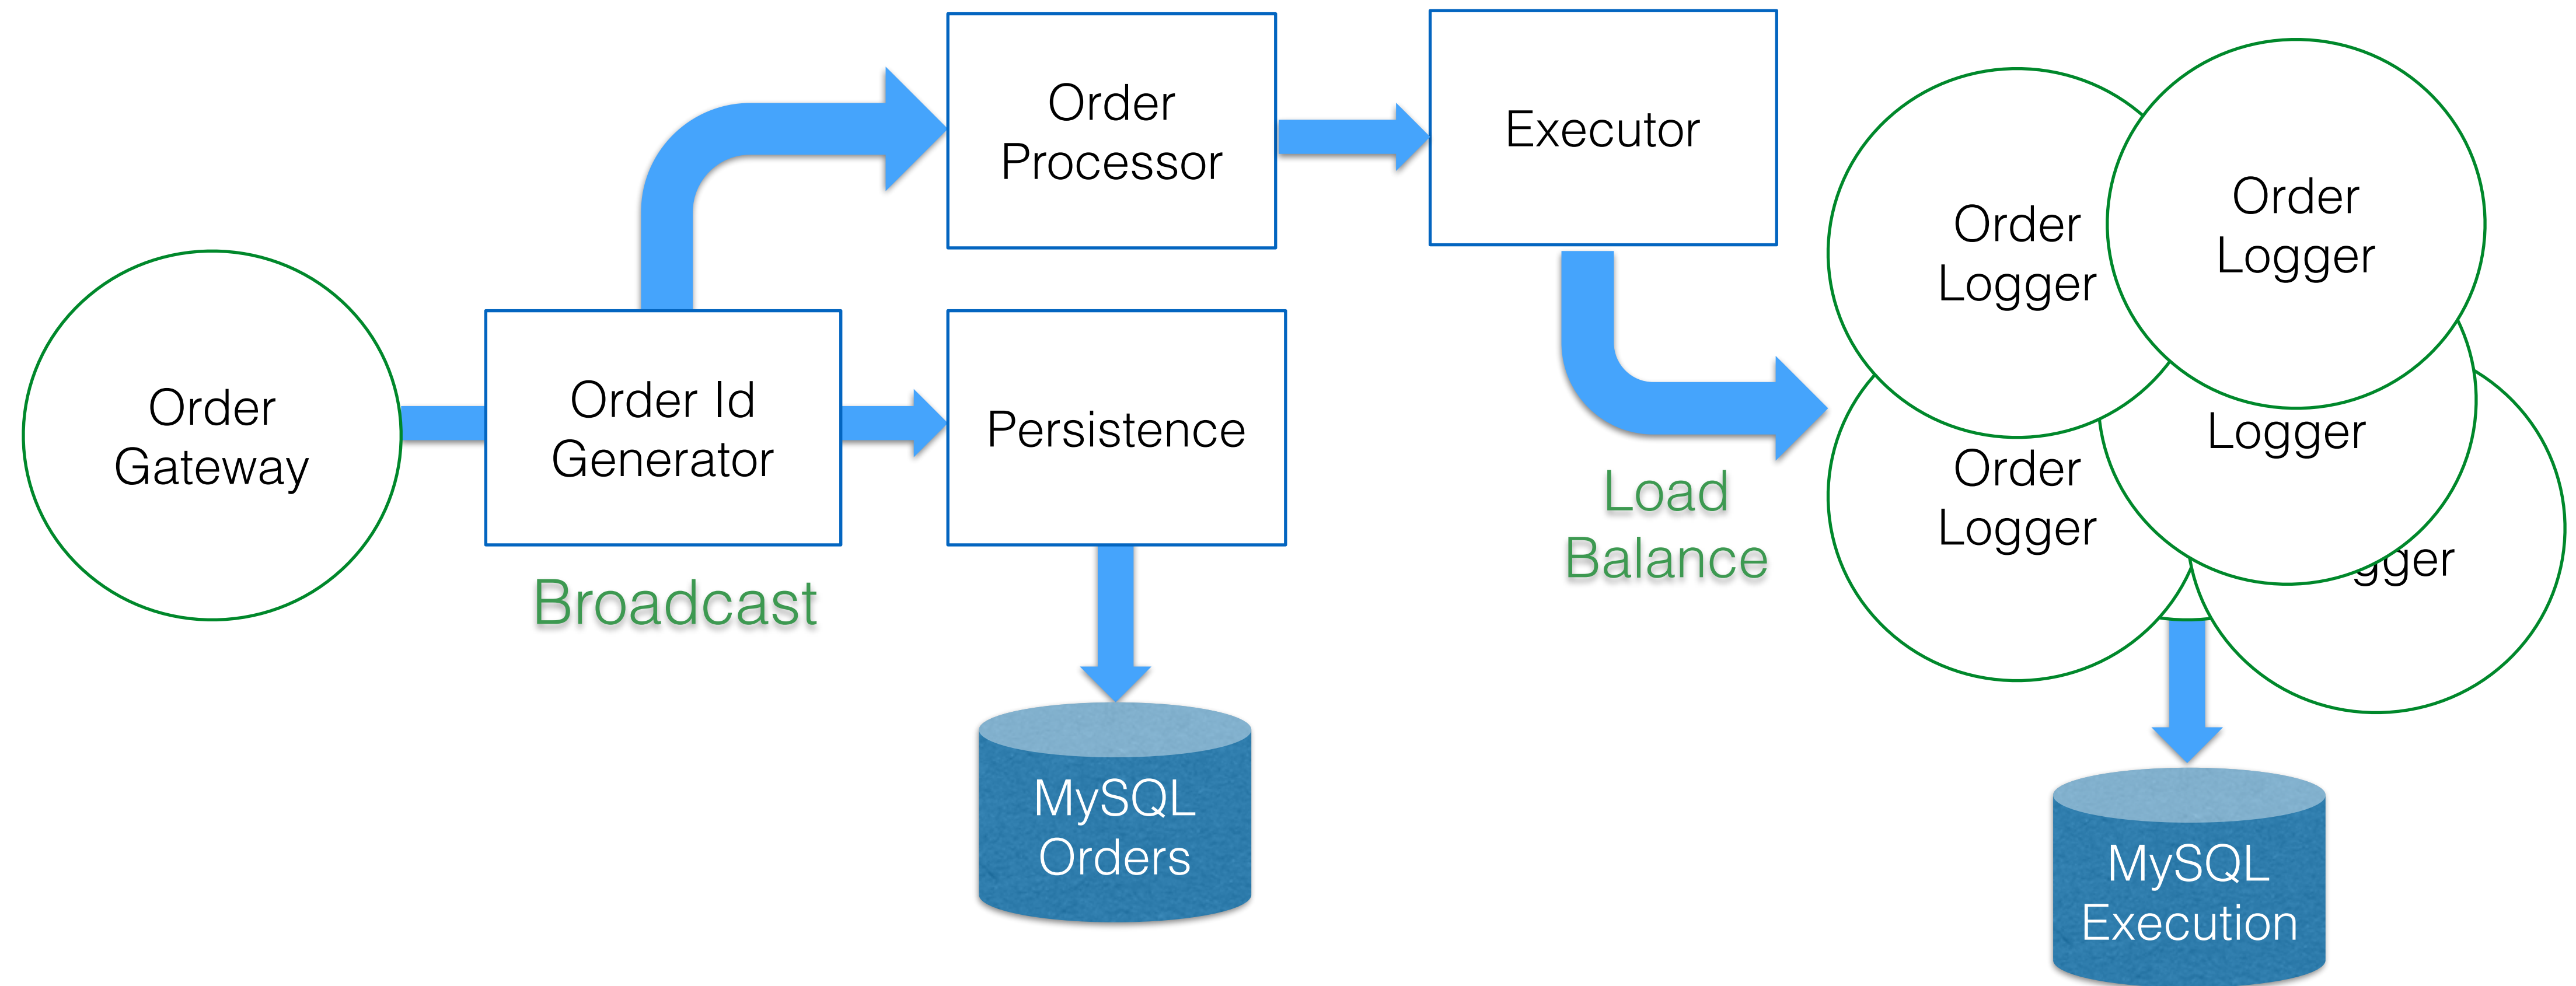 Order
Gateway
Order Id
Generator
Broadcast
Order
Processor
Persistence
MySQL
Orders
Executor
Load
Balance
Order
Logger
Order
Logger
Order
Logger
Logger
MySQL
Execution